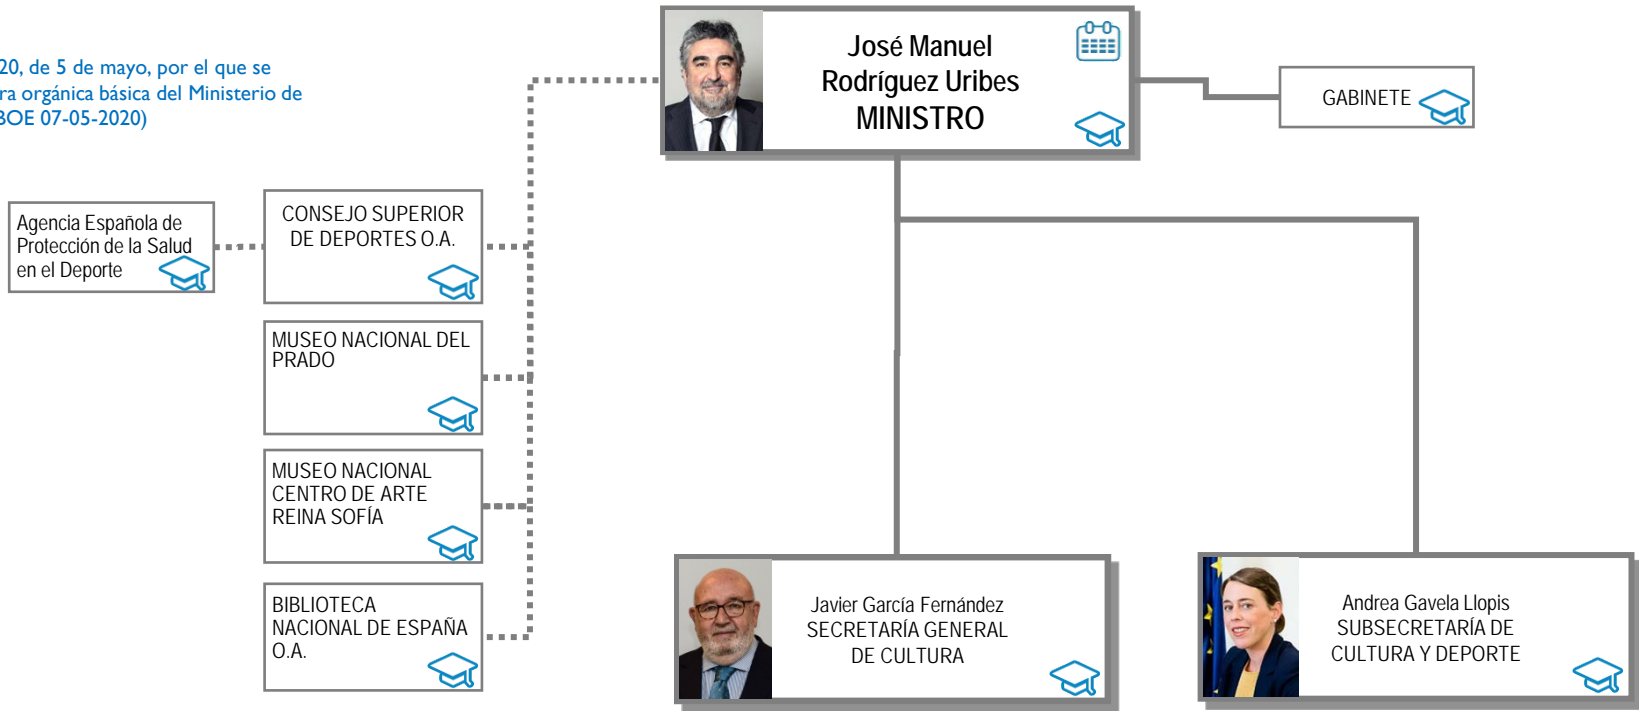 20, de 5 de mayo, por el que se
ra orgánica básica del Ministerio de
BOE 07-05-2020)
José Manuel
Rodríguez Uribes
MINISTRO
GABINETE
Agencia Española de
Protección de la Salud
en el Deporte
CONSEJO SUPERIOR
DE DEPORTES O.A.
MUSEO NACIONAL DEL
PRADO
MUSEO NACIONAL
CENTRO DE ARTE
REINA SOFÍA
BIBLIOTECA
NACIONAL DE ESPAÑA
O.A.
Javier García Fernández
SECRETARÍA GENERAL
DE CULTURA
Andrea Gavela Llopis
SUBSECRETARÍA DE
CULTURA Y DEPORTE